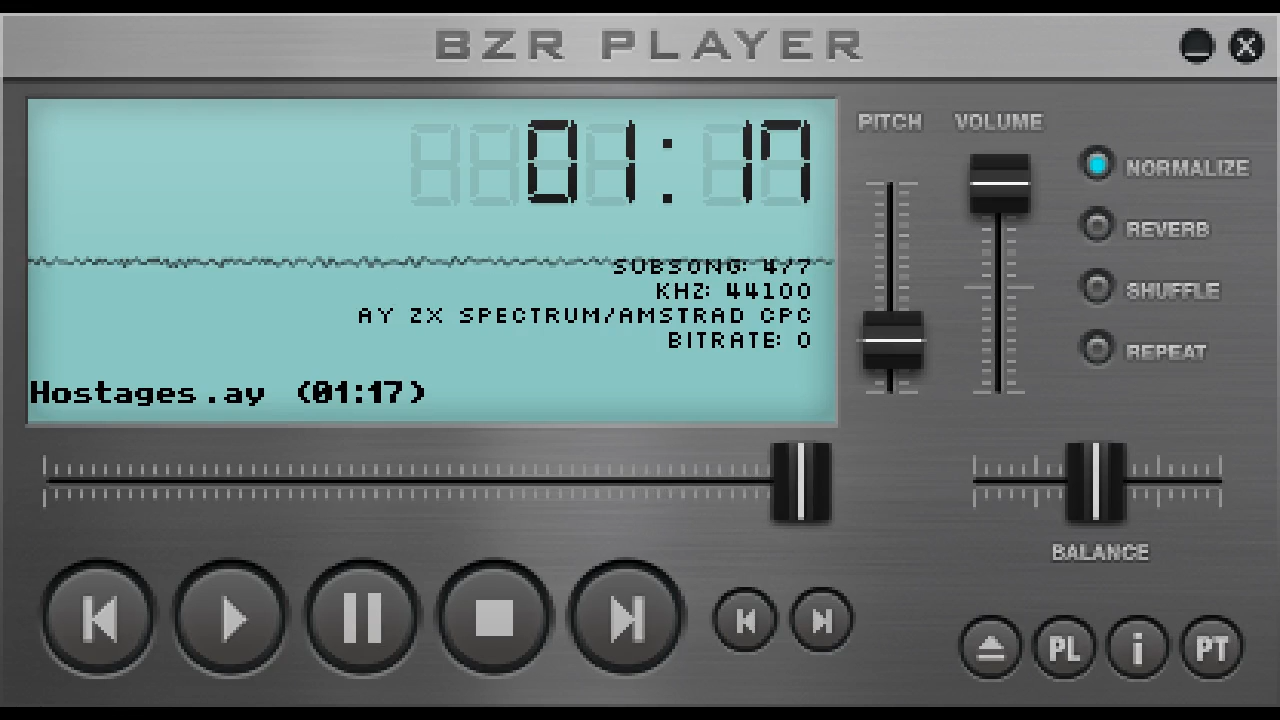 BZR PLAYER
01:17
PITCH
VOLUME
NORMALIZE
REVERB
SHUFFLE
REPEAT
SUBSONG: 4/7
KHZ: 44100
AY ZX SPECTRUM/AMSTRAD CPC
BITRATE: 0
Hostages.ay (01:17)
BALANCE
PL
i
PT